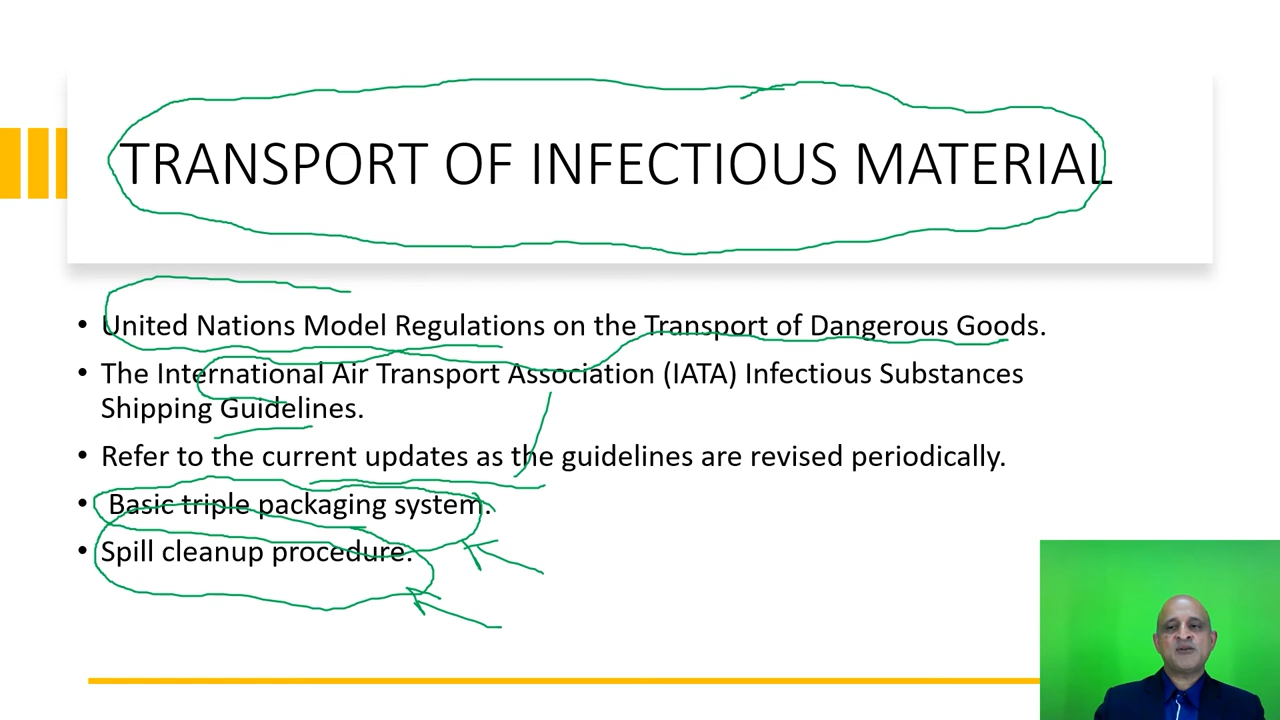 TRANSPORT OF INFECTIOUS MATERIAL
• United Nations Model Regulations on the Transport of Dangerous Goods.
• The International Air Transport Association (IATA) Infectious Substances
Shipping Guidelines.
• Refer to the current updates as the guidelines are revised periodically.
• Basic triple packaging system.
• Spill cleanup procedure.